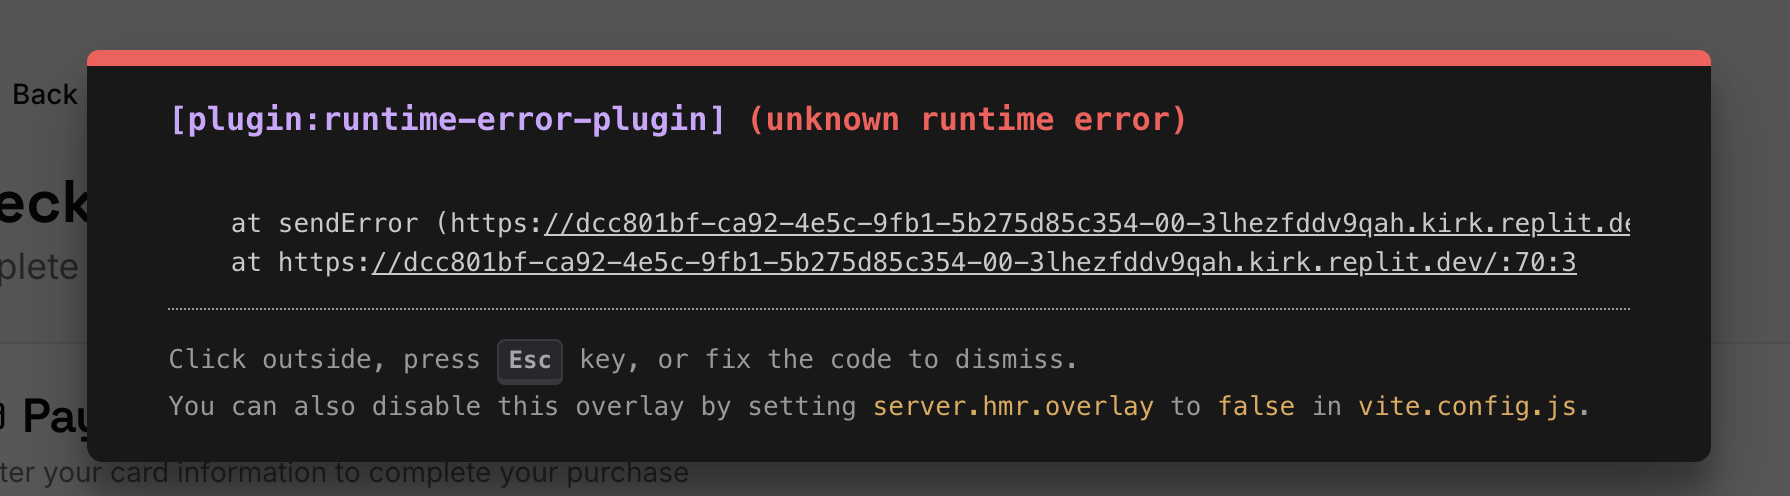 Back
[plugin:runtime-error-plugin] (unknown runtime error)
eck
at sendError (https://dcc801bf-ca92-4e5c-9fb1-5b275d85c354-00-3lhezfddv9qah.kirk.replit.de
plete
at https://dcc801bf-ca92-4e5c-9fb1-5b275d85c354-00-3lhezfddv9qah.kirk.replit.dev/:70:3
Click outside, press Esc key, or fix the code to dismiss.
You can also disable this overlay by setting server.hmr.overlay to false in vite.config.js.
Pay
ter your card information to complete your purchase